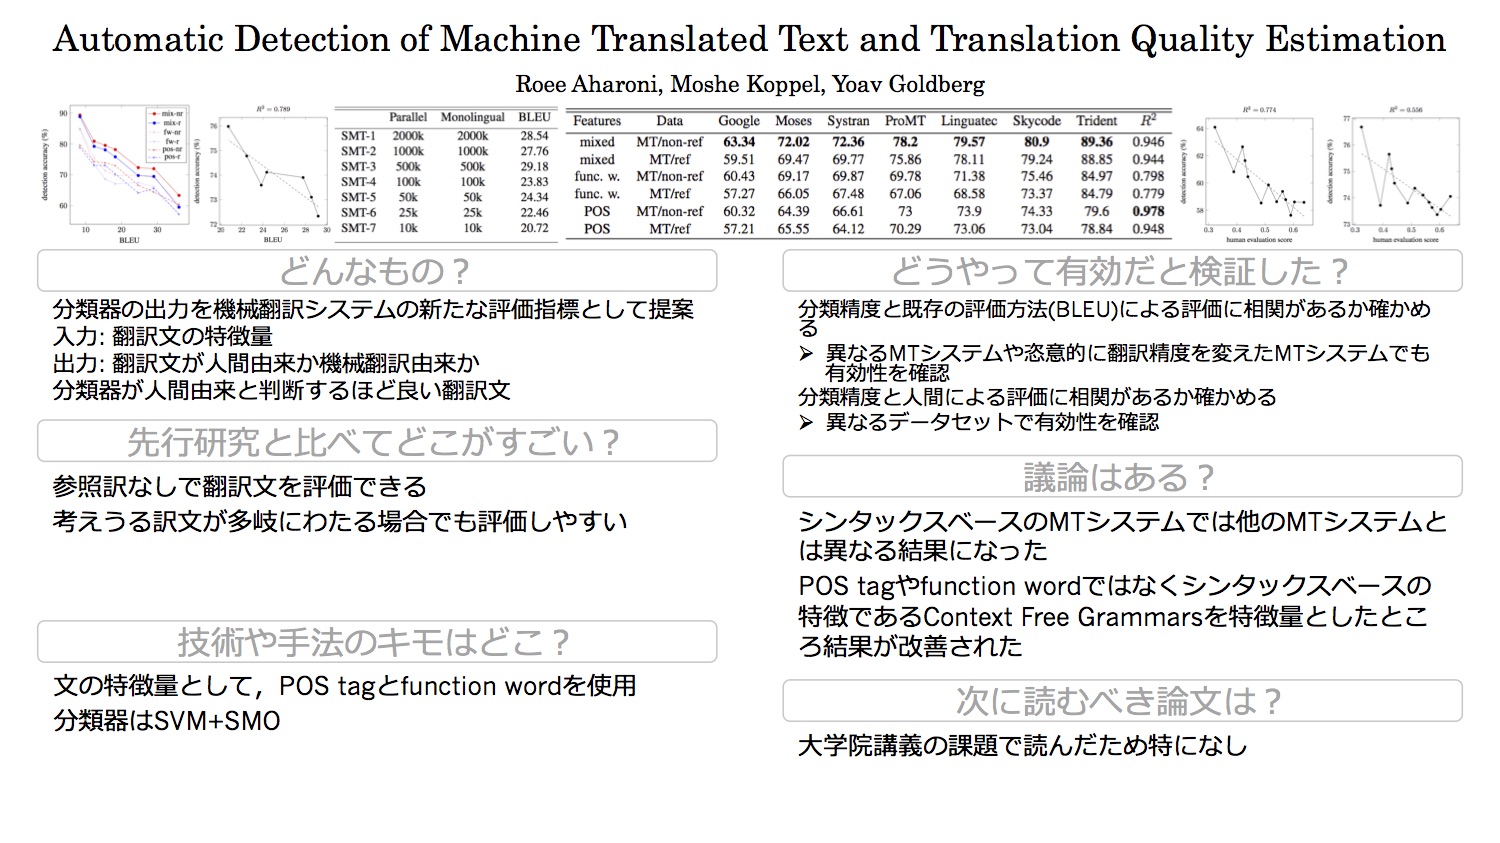 Automatic Detection of Machine Translated Text and Translation Quality Estimation
Roee Aharoni, Moshe Koppel, Yoav Goldberg
detection accuracy (%)
90
80
70
60
10 20 30
BLEU
mix-nr
mix-r
fw-nr
fw-r
pos-nr
pos-r
R² = 0.789
detection accuracy (%)
76
75
74
73
72
20 22 24 26 28 30
BLEU
Parallel Monolingual BLEU
SMT-1 2000k 2000k 28.54
SMT-2 1000k 1000k 27.76
SMT-3 500k 500k 29.18
SMT-4 100k 100k 23.83
SMT-5 50k 50k 24.34
SMT-6 25k 25k 22.46
SMT-7 10k 10k 20.72
Features Data Google Moses Systran ProMT Linguatec Skycode Trident R²
mixed MT/non-ref 63.34 72.02 72.36 78.2 79.57 80.9 89.36 0.946
mixed MT/ref 59.51 69.47 69.77 75.86 78.11 79.24 88.85 0.944
func. w. MT/non-ref 60.43 69.17 69.87 69.78 71.38 75.46 84.97 0.798
func. w. MT/ref 57.27 66.05 67.48 67.06 68.58 73.37 84.79 0.779
POS MT/non-ref 60.32 64.39 66.61 73 73.9 74.33 79.6 0.978
POS MT/ref 57.21 65.55 64.12 70.29 73.06 73.04 78.84 0.948
R² = 0.774
detection accuracy (%)
64
62
60
58
0.3 0.4 0.5 0.6
human evaluation score
R² = 0.556
detection accuracy (%)
77
76
75
74
73
0.3 0.4 0.5 0.6
human evaluation score
どんなもの？
分類器の出力を機械翻訳システムの新たな評価指標として提案
入力: 翻訳文の特徴量
出力: 翻訳文が人間由来か機械翻訳由来か
分類器が人間由来と判断するほど良い翻訳文
先行研究と比べてどこがすごい？
参照訳なしで翻訳文を評価できる
考えうる訳文が多岐にわたる場合でも評価しやすい
技術や手法のキモはどこ？
文の特徴量として，POS tagとfunction wordを使用
分類器はSVM+SMO
どうやって有効だと検証した？
分類精度と既存の評価方法(BLEU)による評価に相関があるか確かめ
る
➢ 異なるMTシステムや恣意的に翻訳精度を変えたMTシステムでも
有効性を確認
分類精度と人間による評価に相関があるか確かめる
➢ 異なるデータセットで有効性を確認
議論はある？
シンタックスベースのMTシステムでは他のMTシステムと
は異なる結果になった
POS tagやfunction wordではなくシンタックスベースの
特徴であるContext Free Grammarsを特徴量としたとこ
ろ結果が改善された
次に読むべき論文は？
大学院講義の課題で読んだため特になし